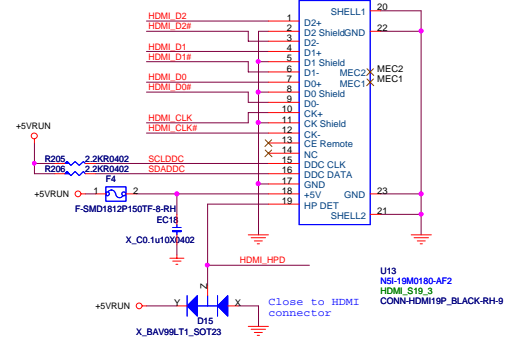 HDMI_D2 1 D2+ SHELL1 20
HDMI_D2# 2 D2 Shield GND 22
3 D2-
HDMI_D1 4 D1+
HDMI_D1# 5 D1 Shield
6 D1- MEC2 MEC2
HDMI_D0 7 D0+ MEC1 MEC1
HDMI_D0# 8 D0 Shield
9 D0-
HDMI_CLK 10 CK+
11 CK Shield
HDMI_CLK# 12 CK-
+5VRUN 13 CE Remote
14 NC
R205 2.2KR0402 SCLDDC 15 DDC CLK
R206 2.2KR0402 SDADDC 16 DDC DATA
F4 17 GND
+5VRUN 1 2 18 +5V GND 23
F-SMD1812P150TF-8-RH 19 HP DET
EC18 SHELL2 21
X_C0.1u10X0402
HDMI_HPD
U13
N5I-19M0180-AF2
HDMI_S19_3
CONN-HDMI19P_BLACK-RH-9
Z
+5VRUN Y X Close to HDMI
D15 connector
X_BAV99LT1_SOT23